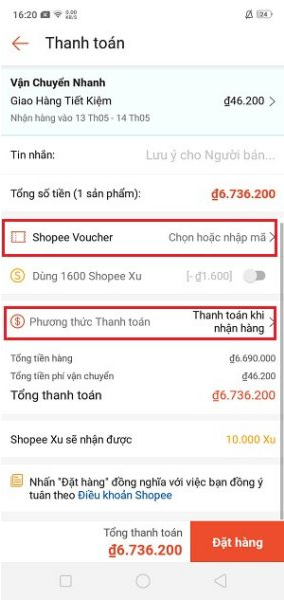 16:20
0,00
KB/S
24
Thanh toán
Vận Chuyển Nhanh
Giao Hàng Tiết Kiệm ₫46.200
Nhận hàng vào 13 Th05 - 14 Th05
Tin nhắn: Lưu ý cho Người bán...
Tổng số tiền (1 sản phẩm): ₫6.736.200
Shopee Voucher Chọn hoặc nhập mã
S Dùng 1600 Shopee Xu [-₫1.600]
$ Phương thức Thanh toán Thanh toán khi
nhận hàng
Tổng tiền hàng ₫6.690.000
Tổng tiền phí vận chuyển ₫46.200
Tổng thanh toán ₫6.736.200
Shopee Xu sẽ nhận được 10.000 Xu
Nhấn "Đặt hàng" đồng nghĩa với việc bạn đồng ý
tuân theo Điều khoản Shopee
Tổng thanh toán
₫6.736.200
Đặt hàng